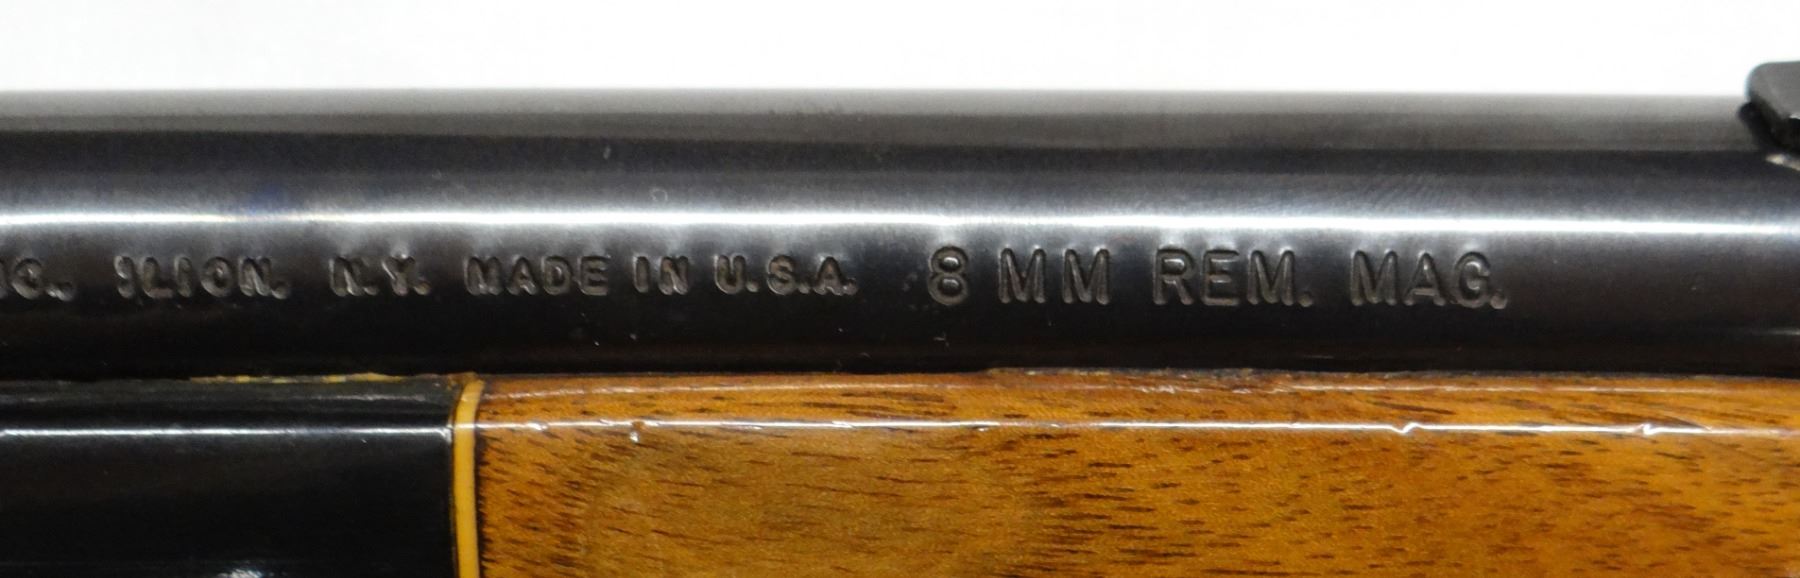 ILION, N.Y. MADE IN U.S.A. 8 MM REM. MAG.